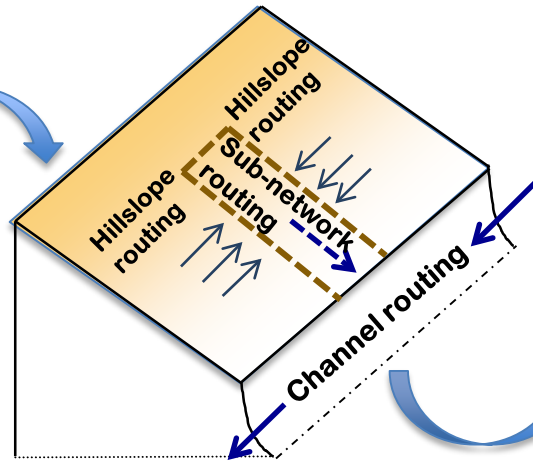 Hillslope
routing
Sub-network
routing
Hillslope
routing
Channel routing